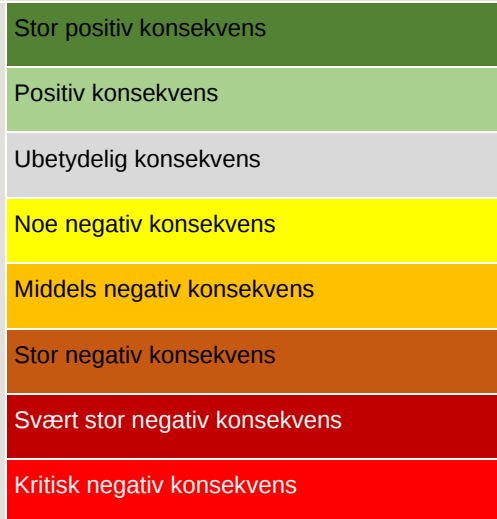 Stor positiv konsekvens
Positiv konsekvens
Ubetydelig konsekvens
Noe negativ konsekvens
Middels negativ konsekvens
Stor negativ konsekvens
Svært stor negativ konsekvens
Kritisk negativ konsekvens